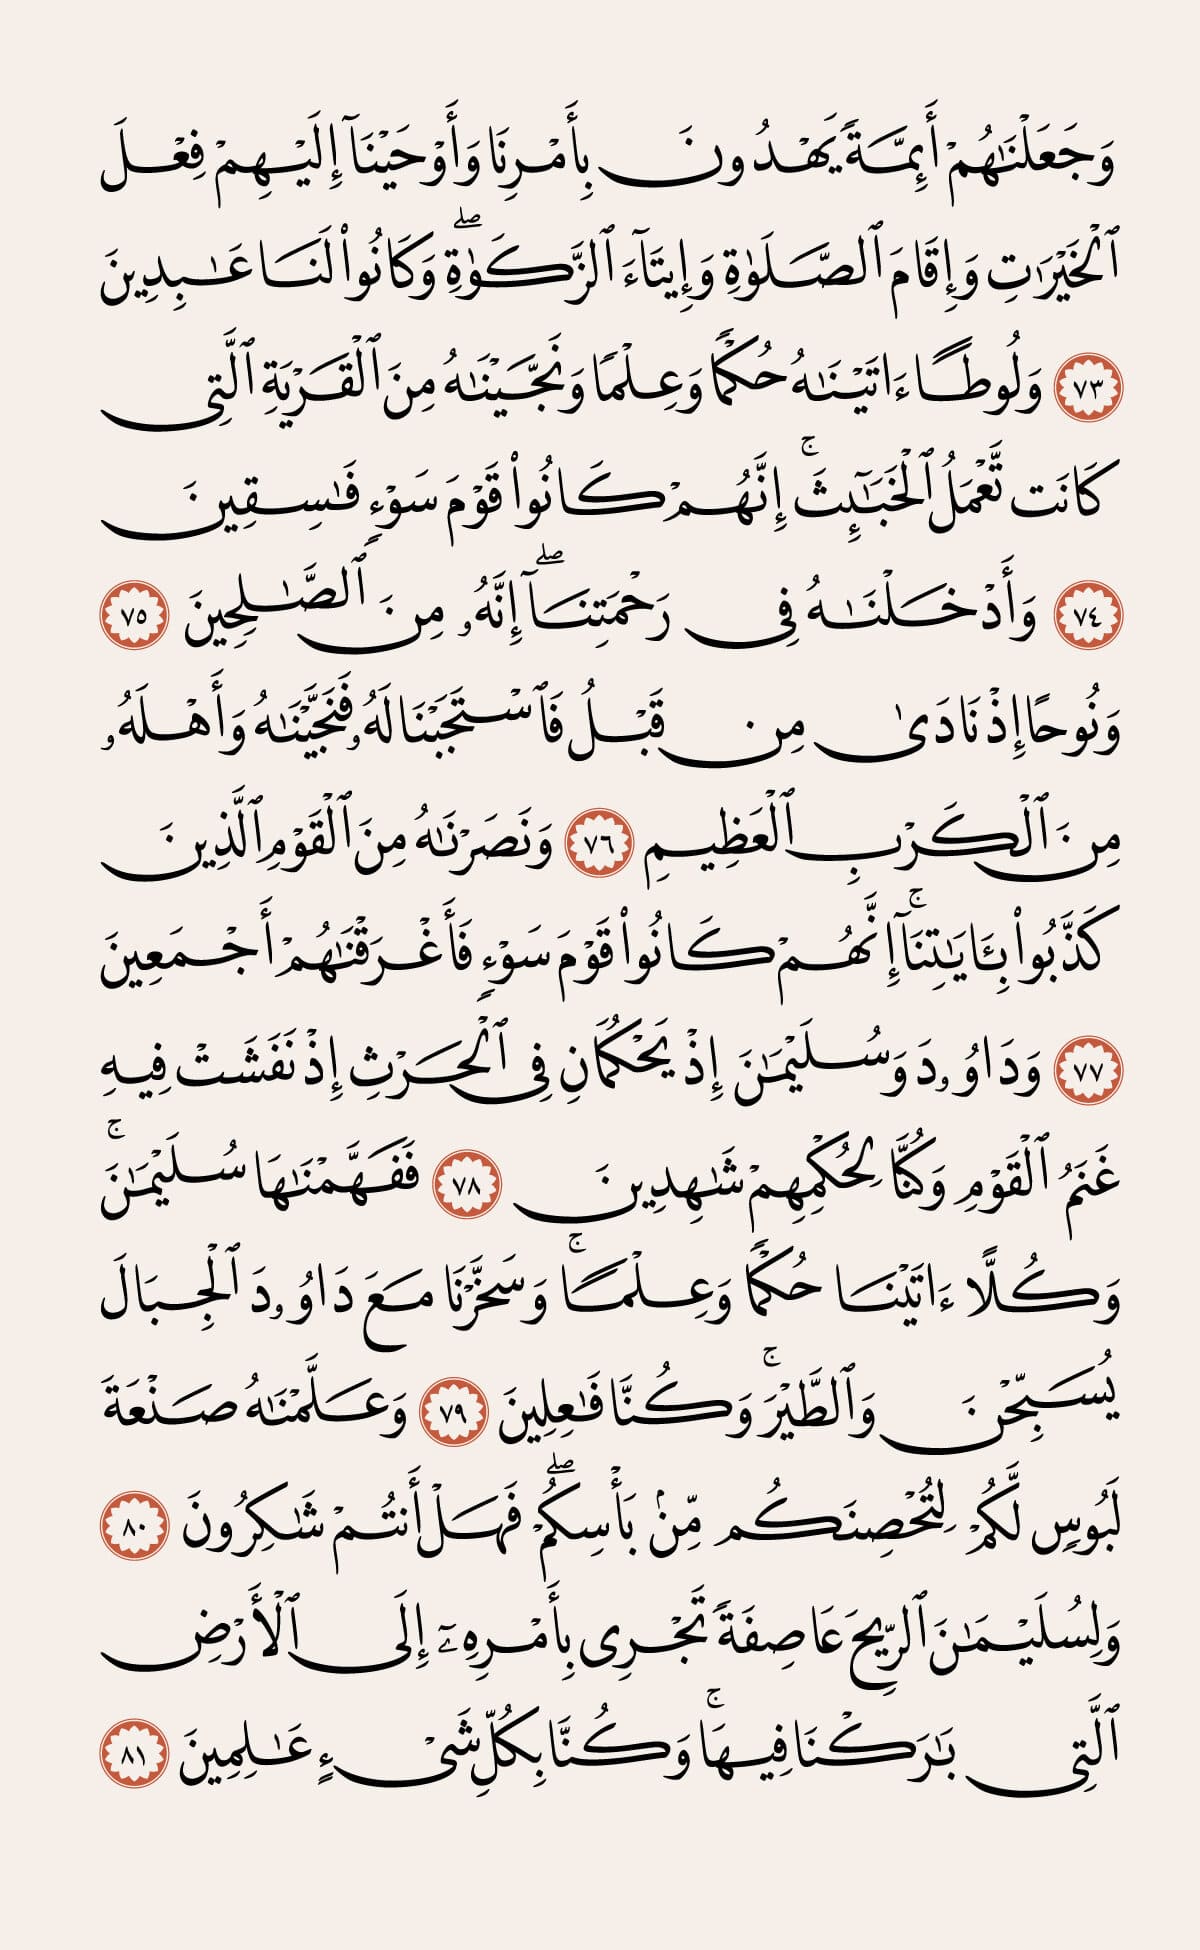 وَجَعَلْنَٰهُمْ أَئِمَّةً يَهْدُونَ بِأَمْرِنَا وَأَوْحَيْنَآ إِلَيْهِمْ فِعْلَ
ٱلْخَيْرَٰتِ وَإِقَامَ ٱلصَّلَوٰةِ وَإِيتَآءَ ٱلزَّكَوٰةِ ۖ وَكَانُوا۟ لَنَا عَٰبِدِينَ
٧٣ وَلُوطًا ءَاتَيْنَٰهُ حُكْمًا وَعِلْمًا وَنَجَّيْنَٰهُ مِنَ ٱلْقَرْيَةِ ٱلَّتِى
كَانَت تَّعْمَلُ ٱلْخَبَٰٓئِثَ ۚ إِنَّهُمْ كَانُوا۟ قَوْمَ سَوْءٍ فَٰسِقِينَ
٧٤ وَأَدْخَلْنَٰهُ فِى رَحْمَتِنَآ ۖ إِنَّهُۥ مِنَ ٱلصَّٰلِحِينَ ٧٥
وَنُوحًا إِذْ نَادَىٰ مِن قَبْلُ فَٱسْتَجَبْنَا لَهُۥ فَنَجَّيْنَٰهُ وَأَهْلَهُۥ
مِنَ ٱلْكَرْبِ ٱلْعَظِيمِ ٧٦ وَنَصَرْنَٰهُ مِنَ ٱلْقَوْمِ ٱلَّذِينَ
كَذَّبُوا۟ بِـَٔايَٰتِنَآ ۚ إِنَّهُمْ كَانُوا۟ قَوْمَ سَوْءٍ فَأَغْرَقْنَٰهُمْ أَجْمَعِينَ
٧٧ وَدَاوُۥدَ وَسُلَيْمَٰنَ إِذْ يَحْكُمَانِ فِى ٱلْحَرْثِ إِذْ نَفَشَتْ فِيهِ
غَنَمُ ٱلْقَوْمِ وَكُنَّا لِحُكْمِهِمْ شَٰهِدِينَ ٧٨ فَفَهَّمْنَٰهَا سُلَيْمَٰنَ ۚ
وَكُلًّا ءَاتَيْنَا حُكْمًا وَعِلْمًا ۚ وَسَخَّرْنَا مَعَ دَاوُۥدَ ٱلْجِبَالَ
يُسَبِّحْنَ وَٱلطَّيْرَ ۚ وَكُنَّا فَٰعِلِينَ ٧٩ وَعَلَّمْنَٰهُ صَنْعَةَ
لَبُوسٍ لَّكُمْ لِتُحْصِنَكُم مِّنۢ بَأْسِكُمْ ۖ فَهَلْ أَنتُمْ شَٰكِرُونَ ٨٠
وَلِسُلَيْمَٰنَ ٱلرِّيحَ عَاصِفَةً تَجْرِى بِأَمْرِهِۦٓ إِلَى ٱلْأَرْضِ
ٱلَّتِى بَٰرَكْنَا فِيهَا ۚ وَكُنَّا بِكُلِّ شَىْءٍ عَٰلِمِينَ ٨١